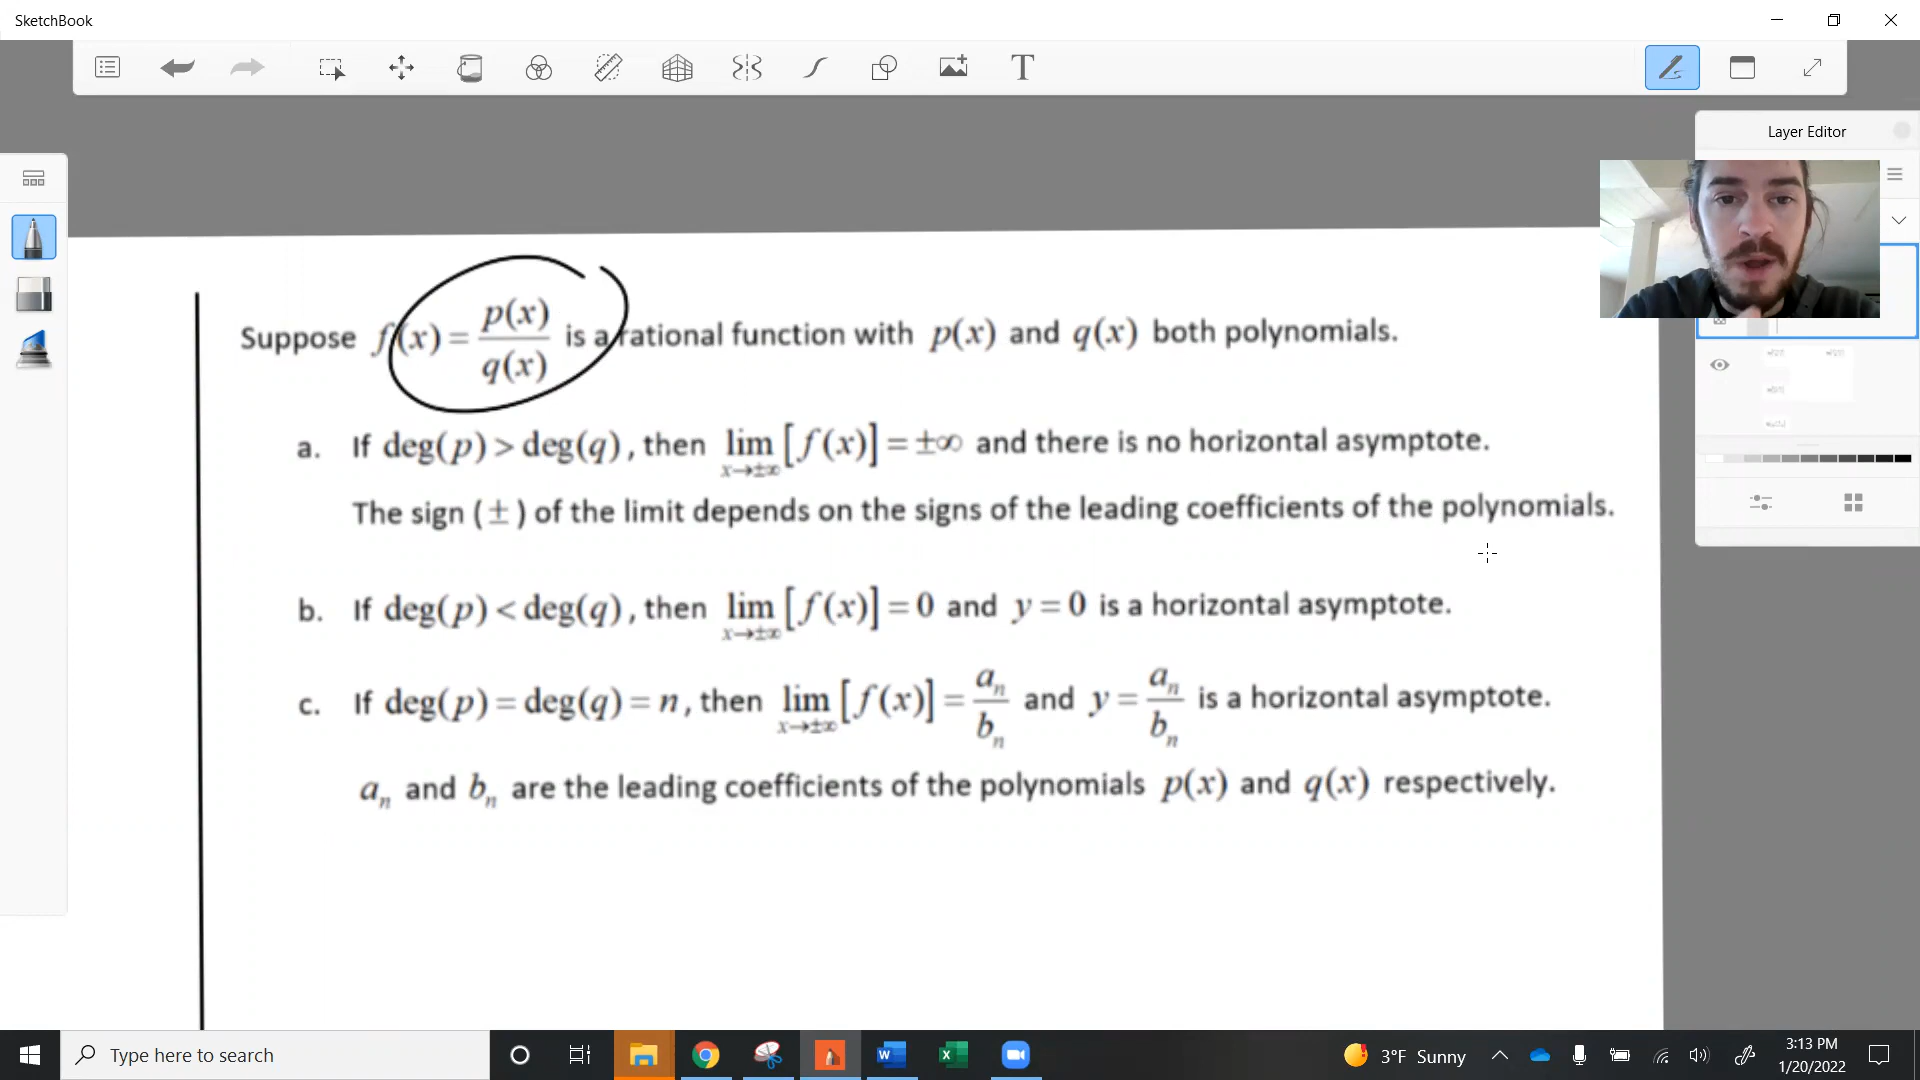 SketchBook
T
Layer Editor
Suppose f(x) = p(x)/q(x) is a rational function with p(x) and q(x) both polynomials.
a. If deg(p) > deg(q), then lim x→±∞ [f(x)] = ±∞ and there is no horizontal asymptote.
The sign (±) of the limit depends on the signs of the leading coefficients of the polynomials.
b. If deg(p) < deg(q), then lim x→±∞ [f(x)] = 0 and y = 0 is a horizontal asymptote.
c. If deg(p) = deg(q) = n, then lim x→±∞ [f(x)] = aₙ/bₙ and y = aₙ/bₙ is a horizontal asymptote.
aₙ and bₙ are the leading coefficients of the polynomials p(x) and q(x) respectively.
Type here to search
3°F Sunny
3:13 PM
1/20/2022